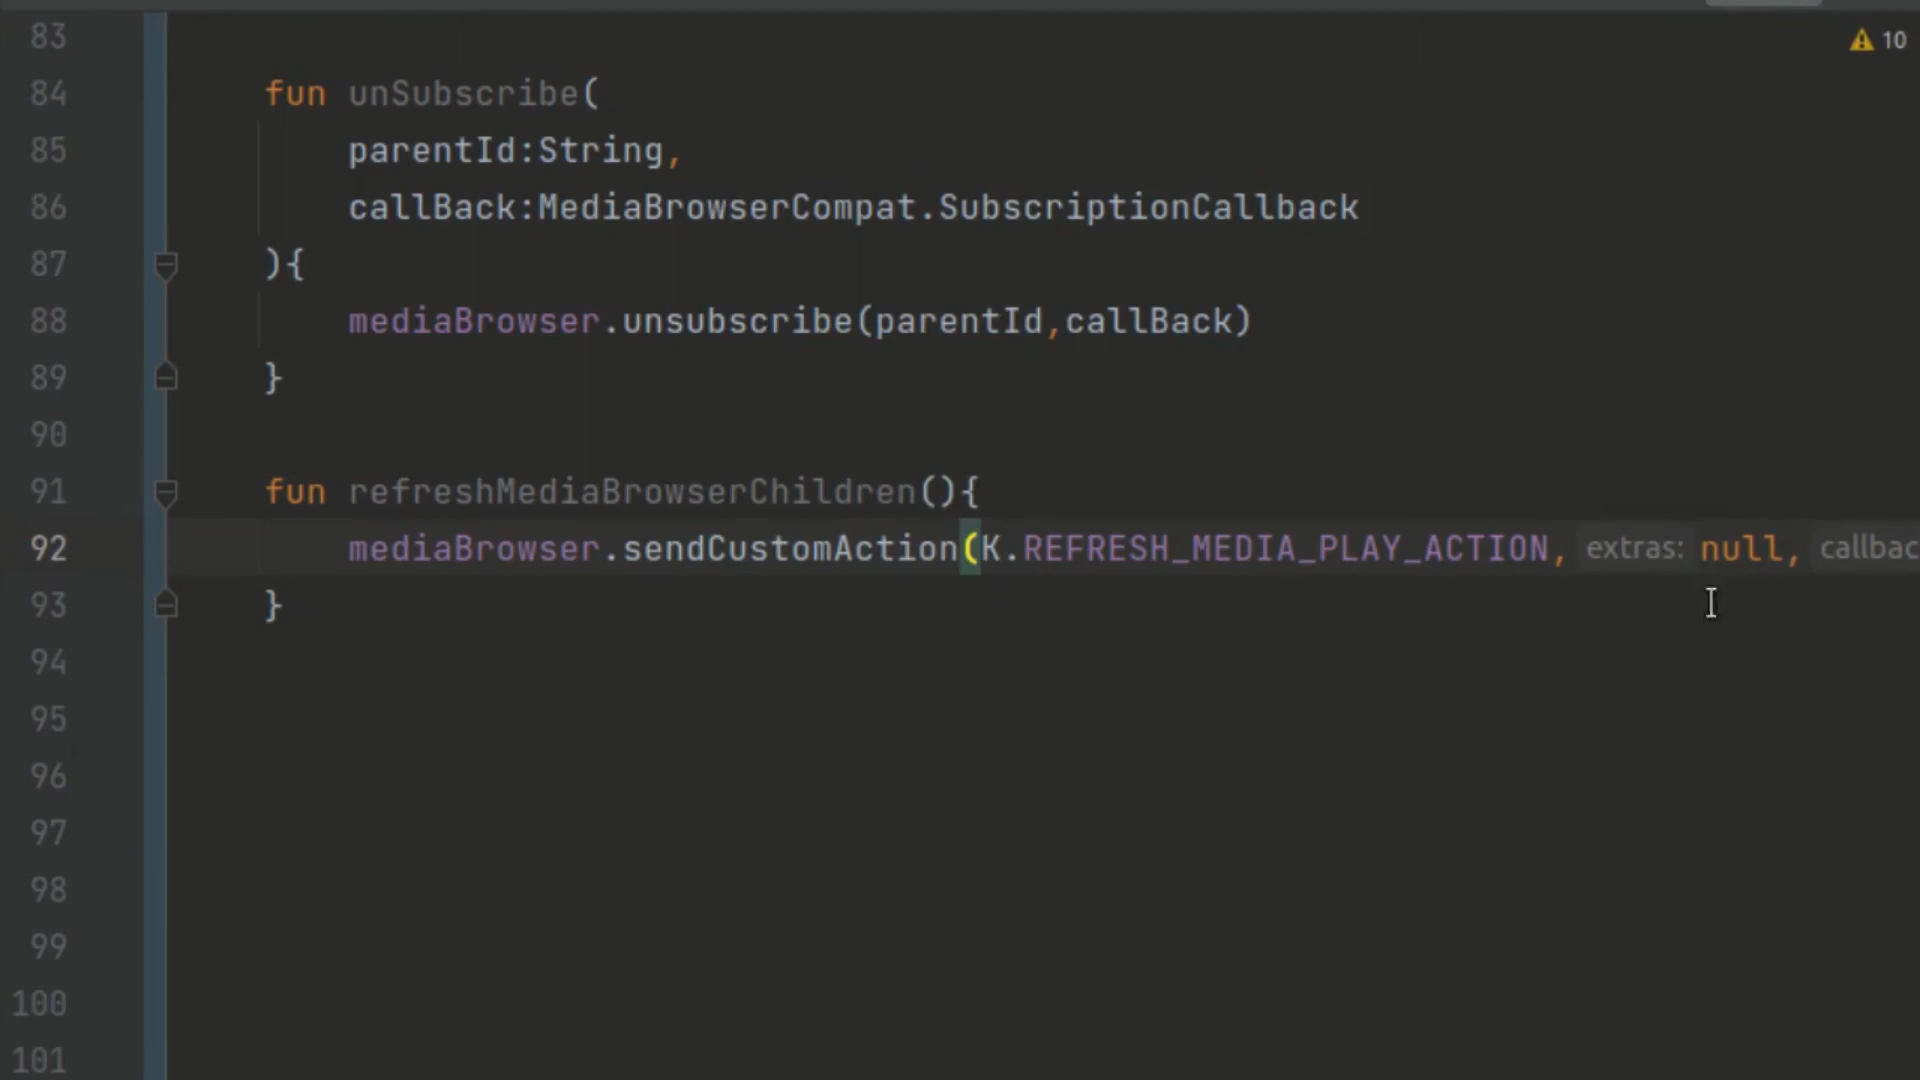 83
10
84 fun unSubscribe(
85 parentId:String,
86 callBack:MediaBrowserCompat.SubscriptionCallback
87 ){
88 mediaBrowser.unsubscribe(parentId,callBack)
89 }
90
91 fun refreshMediaBrowserChildren(){
92 mediaBrowser.sendCustomAction(K.REFRESH_MEDIA_PLAY_ACTION, extras: null, callbac
93 }
94
95
96
97
98
99
100
101